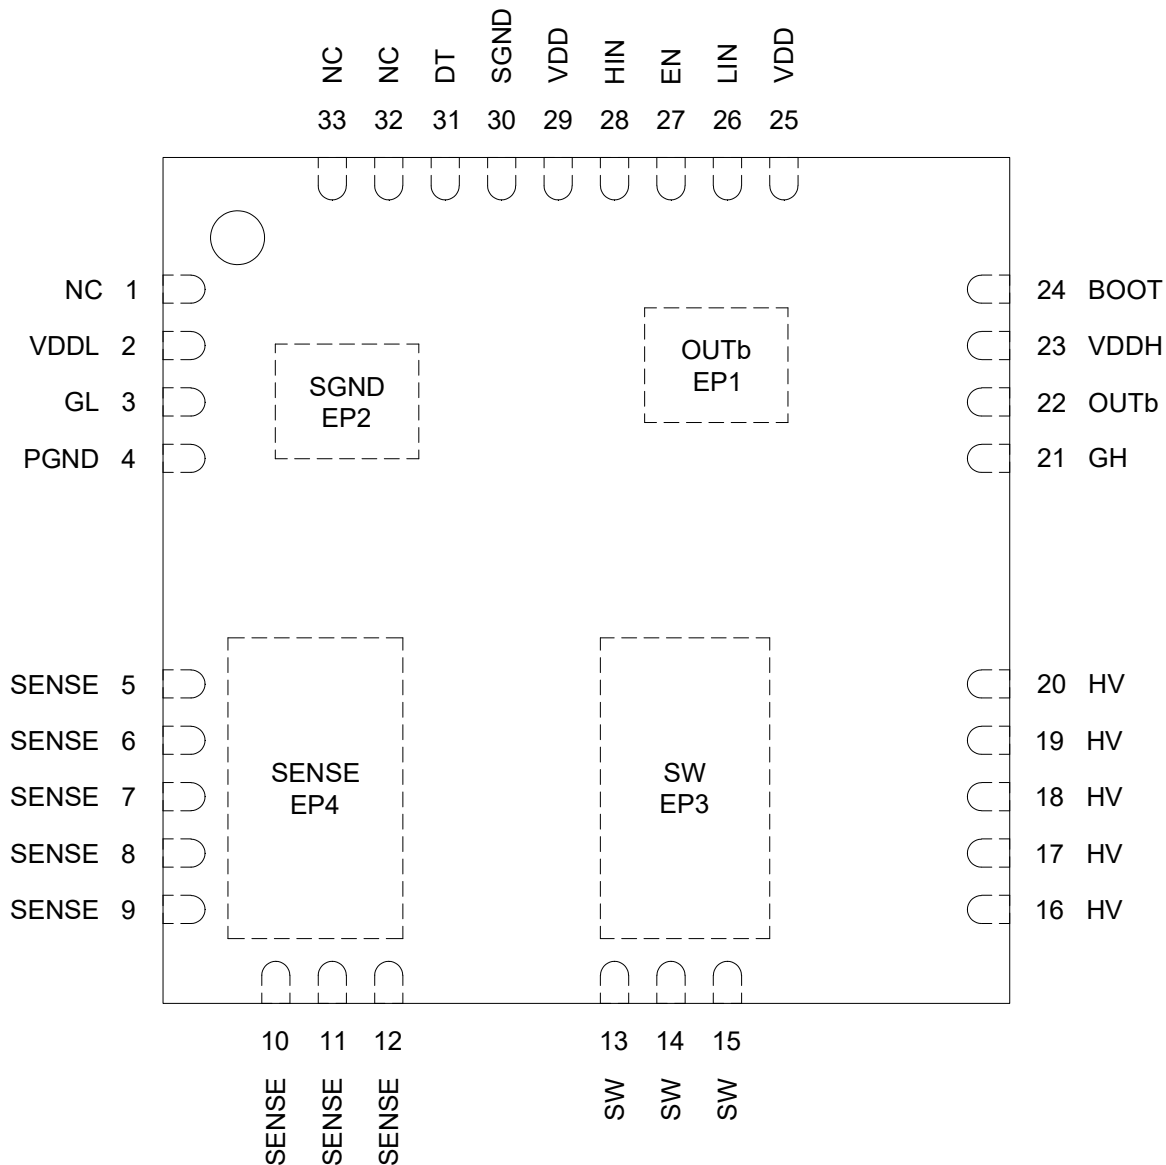 NC NC DT SGND VDD HIN EN LIN VDD
33 32 31 30 29 28 27 26 25
NC 1
VDDL 2
GL 3
PGND 4
SGND
EP2
OUTb
EP1
24 BOOT
23 VDDH
22 OUTb
21 GH
SENSE 5
SENSE 6
SENSE 7
SENSE 8
SENSE 9
SENSE
EP4
SW
EP3
20 HV
19 HV
18 HV
17 HV
16 HV
10 11 12 13 14 15
SENSE SENSE SENSE SW SW SW